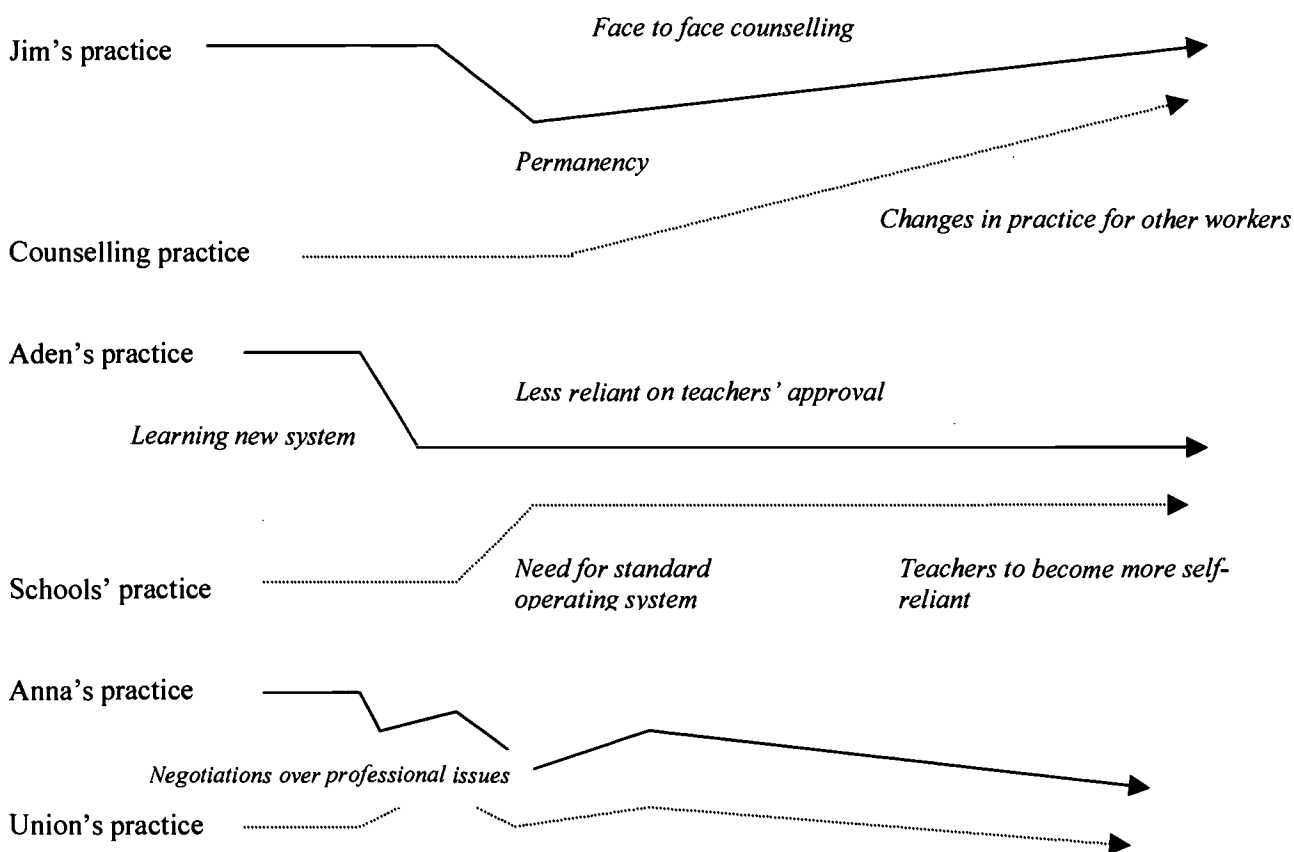 Face to face counselling
Jim's practice
Permanency
Changes in practice for other workers
Counselling practice
Aden's practice
Less reliant on teachers' approval
Learning new system
Need for standard
operating system
Teachers to become more self-
reliant
Schools' practice
Anna's practice
Negotiations over professional issues
Union's practice